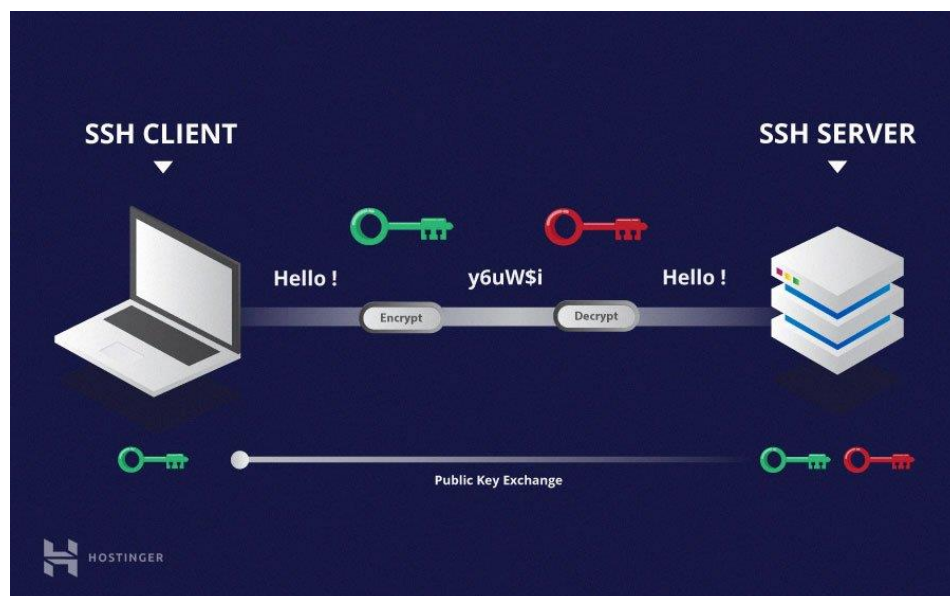 SSH CLIENT
SSH SERVER
Hello !
y6uW$i
Hello !
Encrypt
Decrypt
Public Key Exchange
HOSTINGER